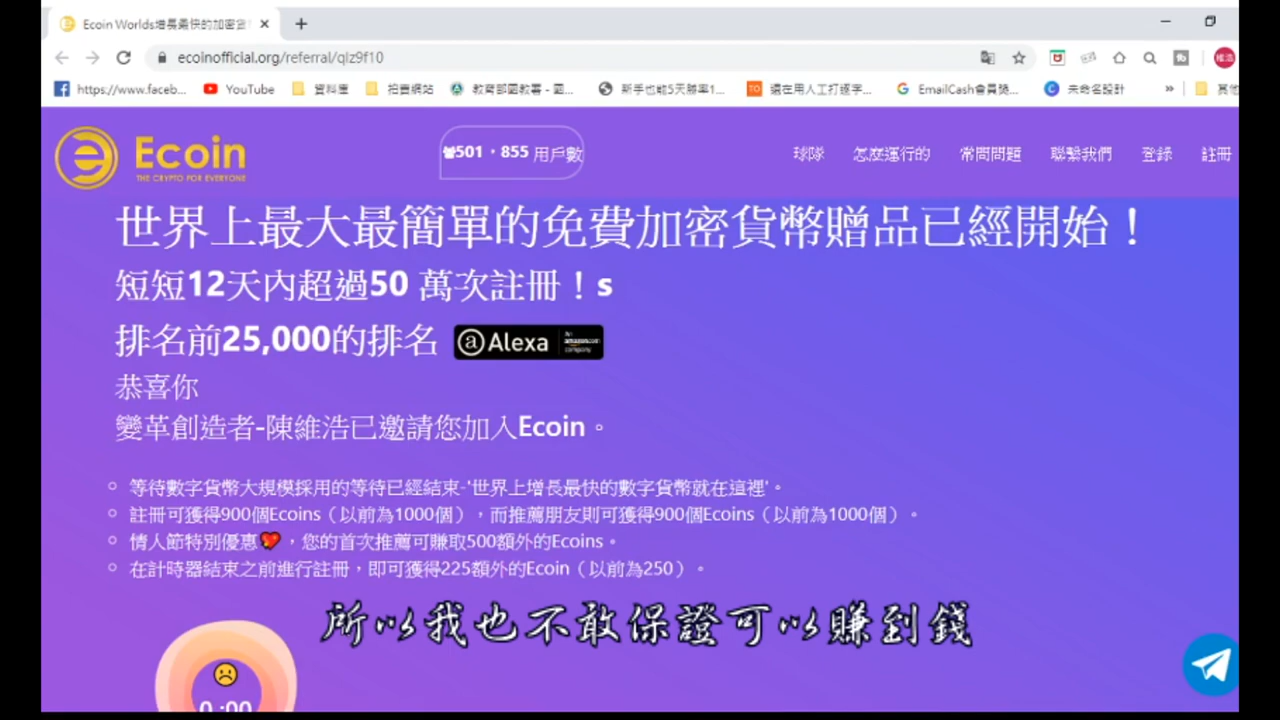 Ecoin Worlds增長最快的加密貨
ecoinofficial.org/referral/qlz9f10
https://www.faceb...
YouTube
資料庫
拍賣網站
教育部因教署 - 因...
新手也能5天勝率1...
還在用人工打逐字...
EmailCash會員獎...
未命名設計
»
其他
Ecoin
THE CRYPTO FOR EVERYONE
501，855 用戶數
球隊
怎麼運行的
常問問題
聯繫我們
登錄
註冊
世界上最大最簡單的免費加密貨幣贈品已經開始！
短短12天內超過50 萬次註冊！s
排名前25,000的排名
Alexa
An amazon.com company
恭喜你
變革創造者-陳維浩已邀請您加入Ecoin。
等待數字貨幣大規模採用的等待已經結束-'世界上增長最快的數字貨幣就在這裡'。
註冊可獲得900個Ecoins（以前為1000個），而推薦朋友則可獲得900個Ecoins（以前為1000個）。
情人節特別優惠💘，您的首次推薦可賺取500額外的Ecoins。
在計時器結束之前進行註冊，即可獲得225額外的Ecoin（以前為250）。
所以我也不敢保證可以賺到錢
0 :00